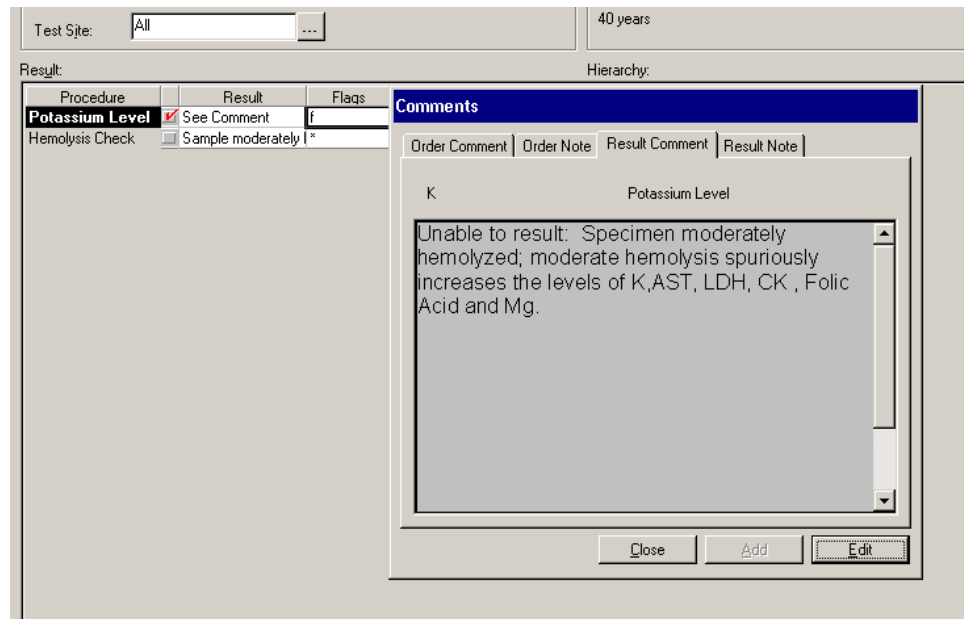 Test Site: All ...
40 years
Result:
Hierarchy:
Procedure Result Flags
Potassium Level See Comment f
Hemolysis Check Sample moderately *
Comments
Order Comment Order Note Result Comment Result Note
K Potassium Level
Unable to result: Specimen moderately
hemolyzed; moderate hemolysis spuriously
increases the levels of K,AST, LDH, CK , Folic
Acid and Mg.
Close Add Edit